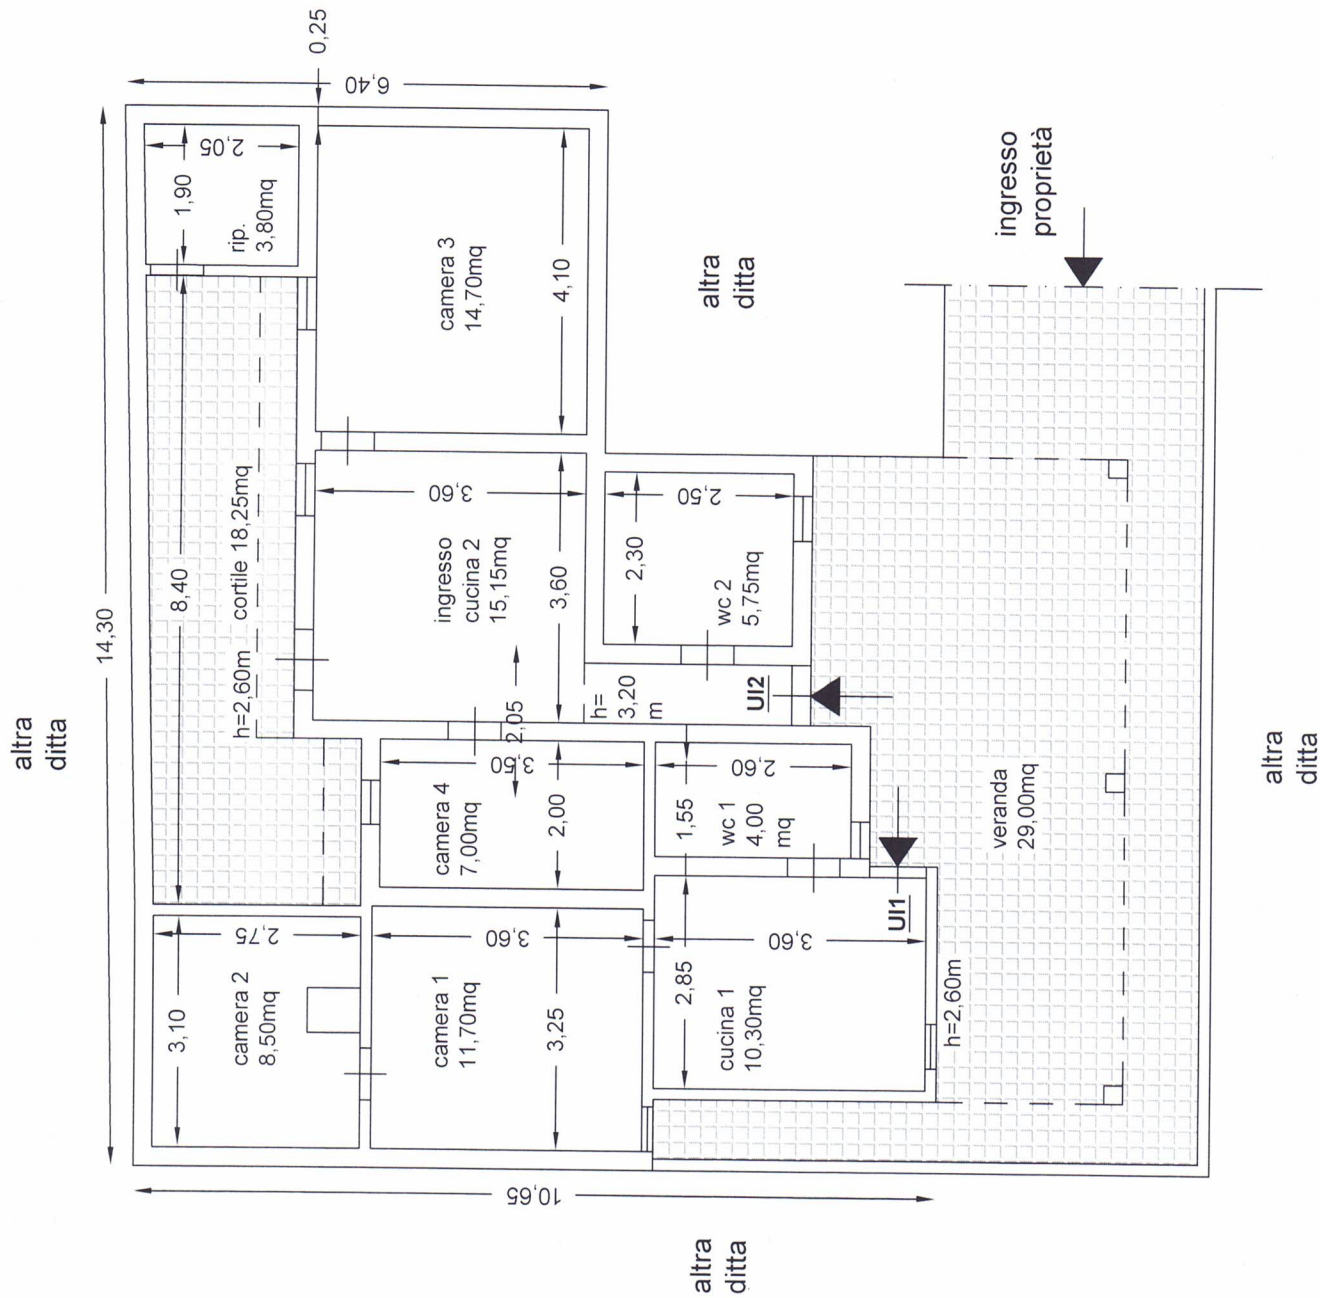 altra
ditta
14,30
6,40
0,25
8,40
1,90
2,05
rip.
3,80mq
h=2,60m
cortile 18,25mq
camera 3
14,70mq
4,10
ingresso
cucina 2
15,15mq
3,60
3,60
2,05
wc 2
5,75mq
2,30
2,50
h=
3,20
m
UI2
camera 4
7,00mq
3,50
2,00
wc 1
4,00
mq
1,55
2,60
camera 2
8,50mq
3,10
2,75
camera 1
11,70mq
3,60
3,25
cucina 1
10,30mq
2,85
3,60
UI1
h=2,60m
veranda
29,00mq
altra
ditta
ingresso
proprietà
altra
ditta
10,65
altra
ditta